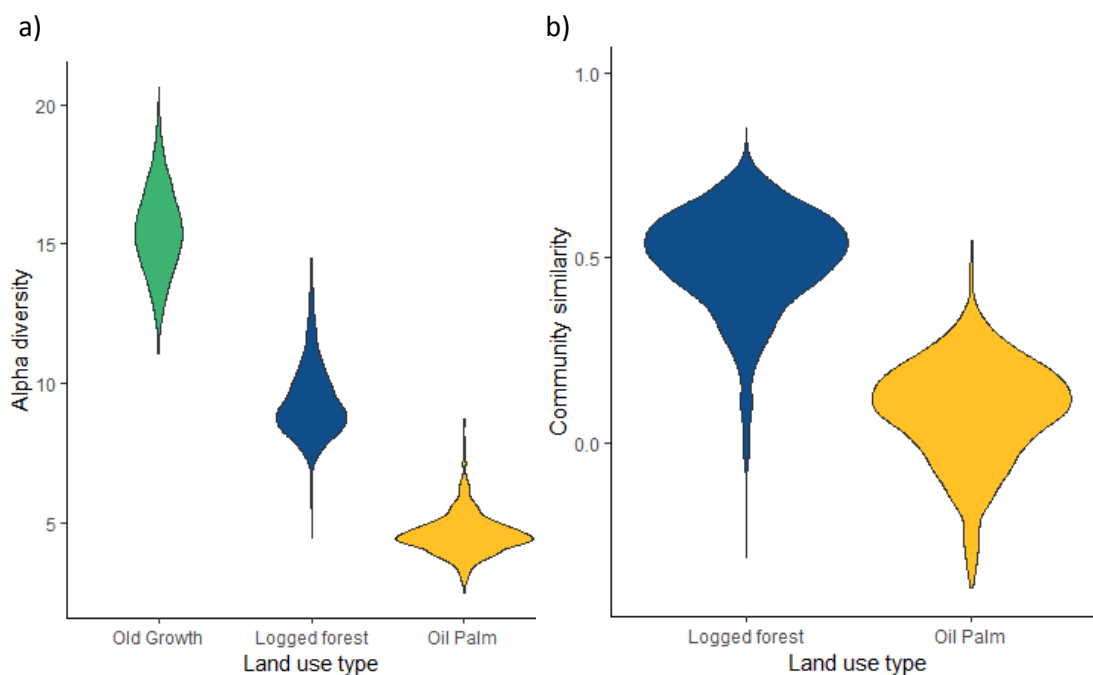 a)
Alpha diversity
20
15
10
5
Old Growth Logged forest Oil Palm
Land use type
b)
Community similarity
1.0
0.5
0.0
Logged forest Oil Palm
Land use type